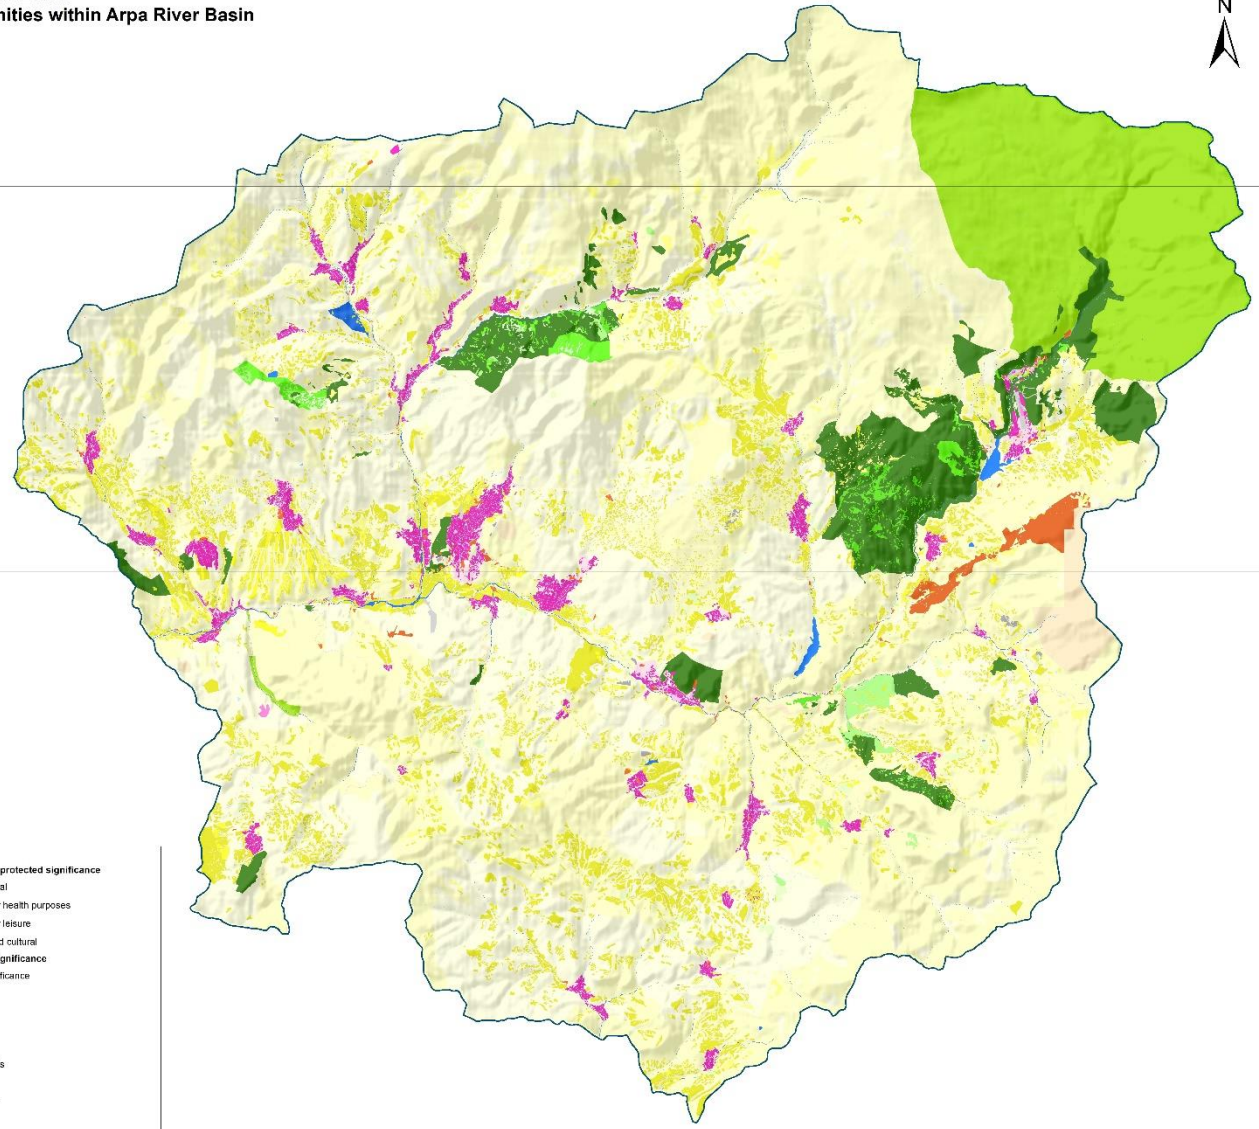 nities within Arpa River Basin
N
protected significance
al
r health purposes
r leisure
d cultural
gnificance
ficance
s